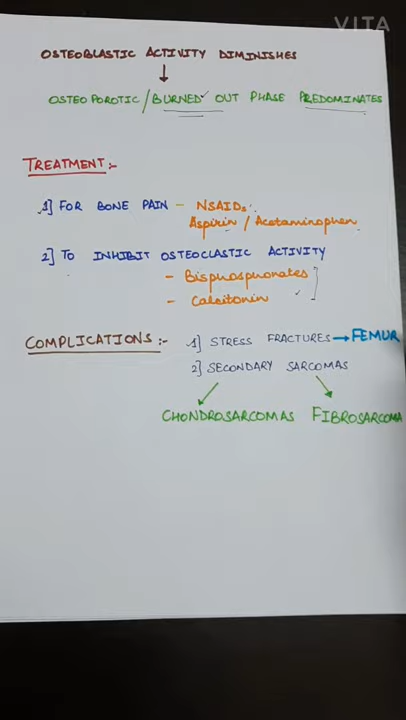 VITA
OSTEOBLASTIC ACTIVITY DIMINISHES
OSTEOPOROTIC/BURNED OUT PHASE PREDOMINATES
TREATMENT:-
1] FOR BONE PAIN - NSAIDs
Aspirin / Acetaminophen
2] TO INHIBIT OSTEOCLASTIC ACTIVITY
- Bisphosphonates
- Calcitonin
COMPLICATIONS:- 1] STRESS FRACTURES → FEMUR
2] SECONDARY SARCOMAS
CHONDROSARCOMAS FIBROSARCOMA